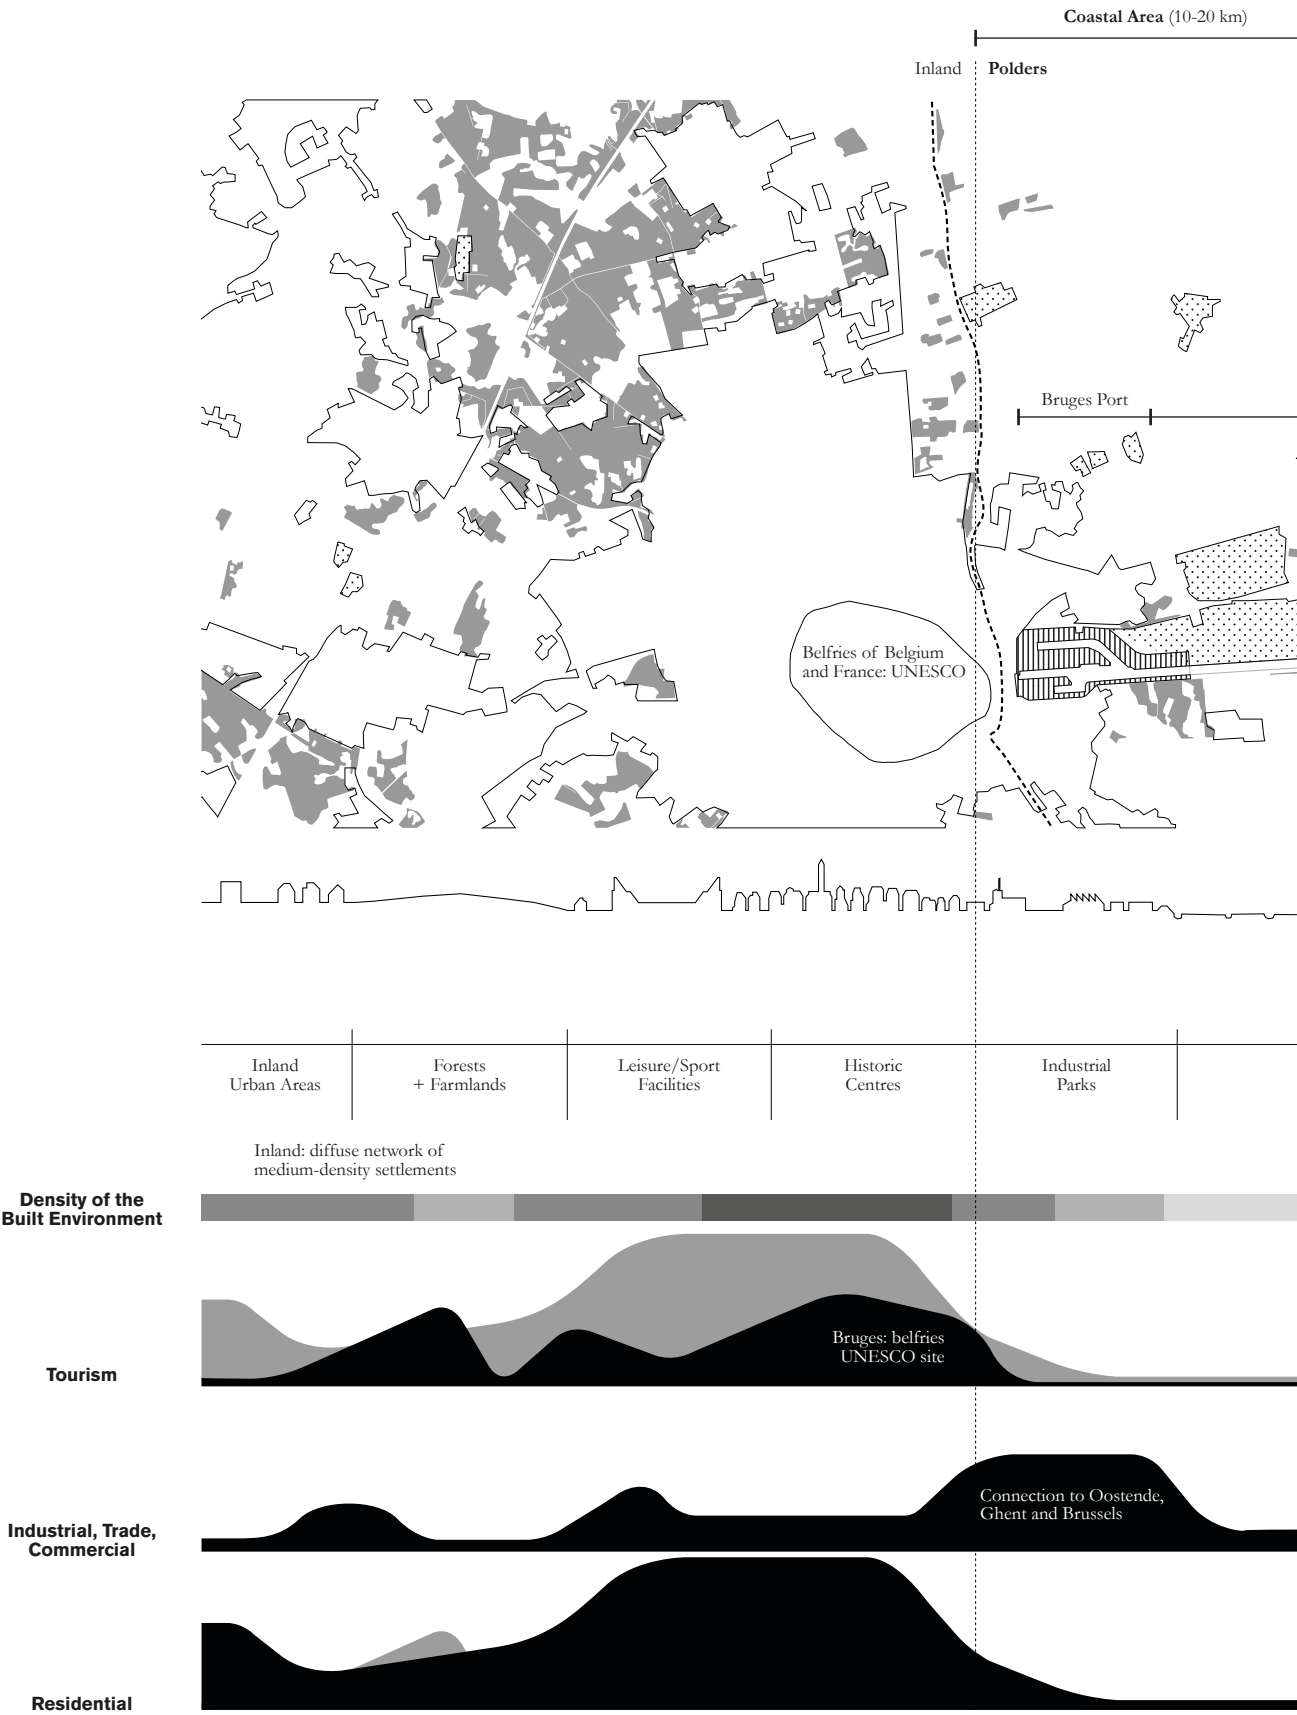 Coastal Area (10-20 km)
Inland
Polders
Bruges Port
Belfries of Belgium
and France: UNESCO
Inland
Urban Areas
Forests
+ Farmlands
Leisure/Sport
Facilities
Historic
Centres
Industrial
Parks
Inland: diffuse network of
medium-density settlements
Density of the
Built Environment
Bruges: belfries
UNESCO site
Tourism
Connection to Oostende,
Ghent and Brussels
Industrial, Trade,
Commercial
Residential